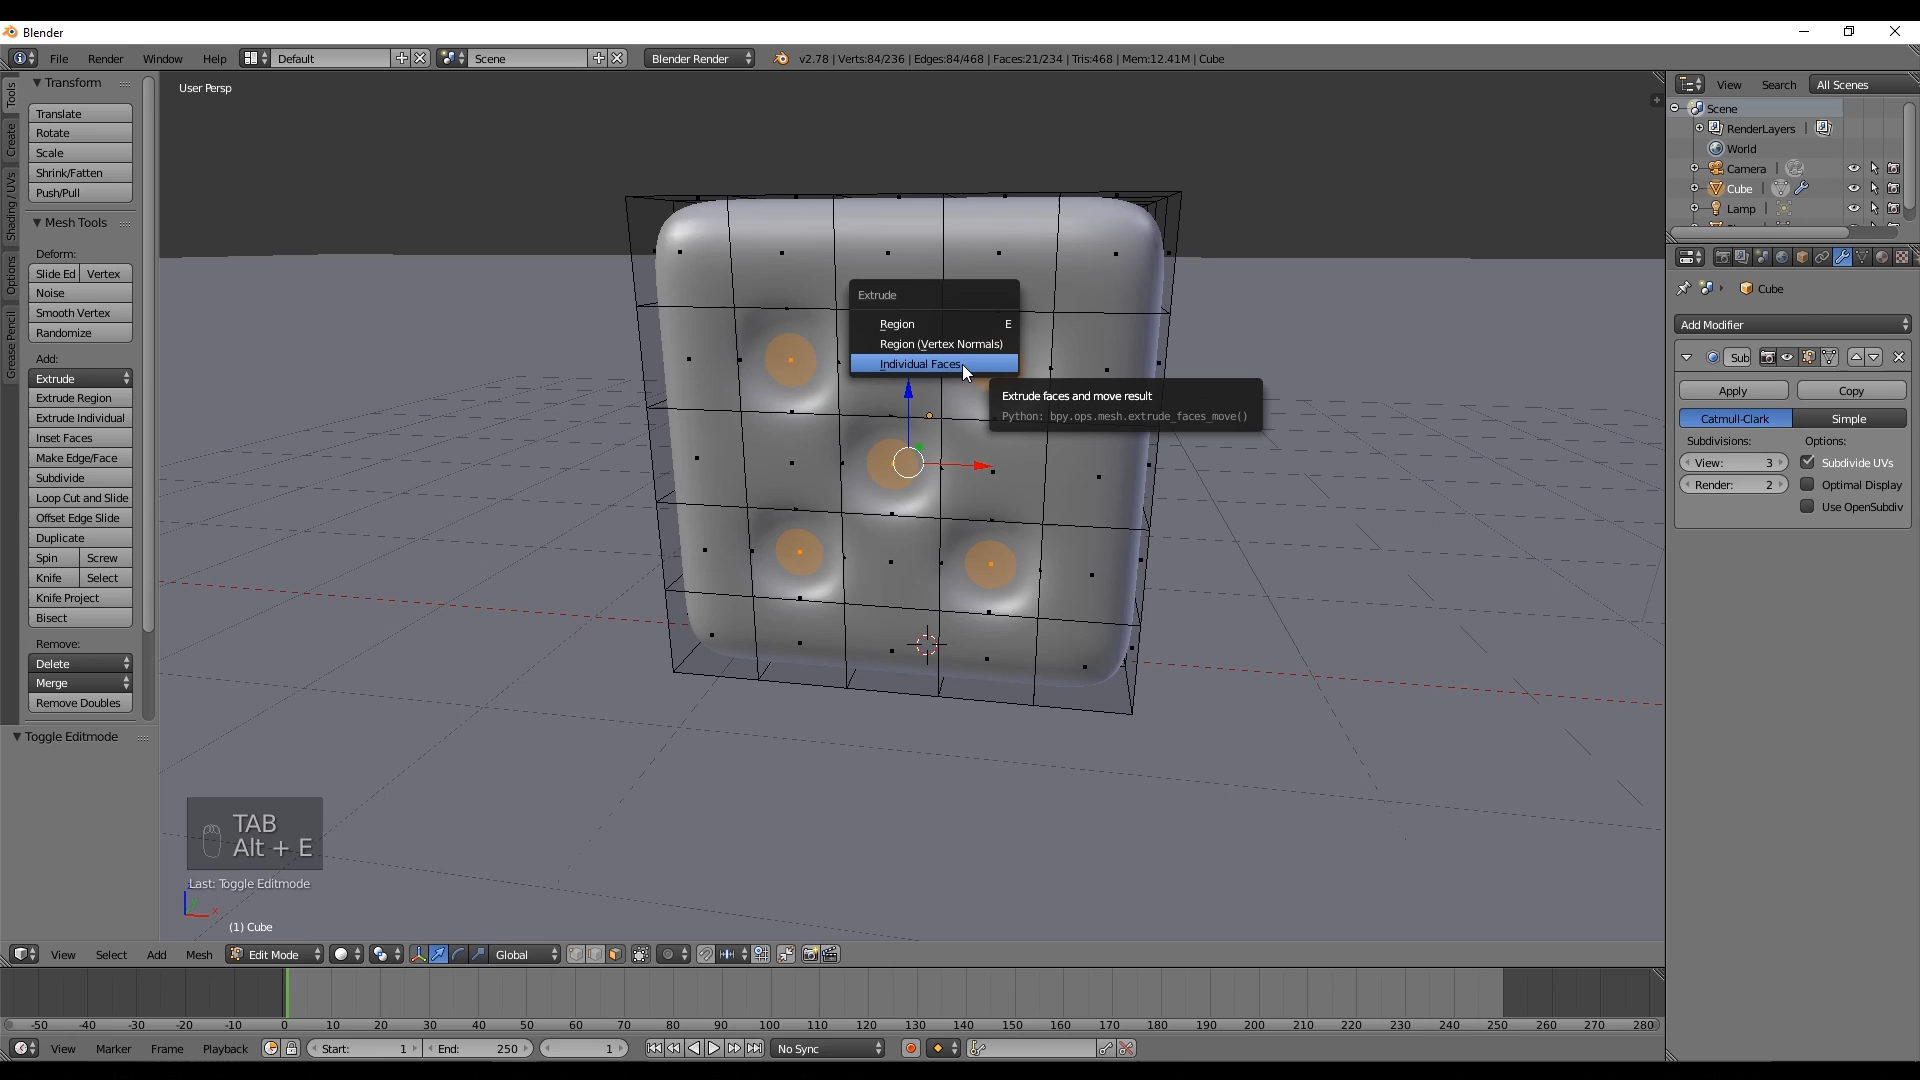 Blender
File Render Window Help Default Scene Blender Render v2.78 | Verts:84/236 | Edges:84/468 | Faces:21/234 | Tris:468 | Mem:12.41M | Cube
Tools
Create
Shading / UVs
Options
Grease Pencil
Transform
Translate
Rotate
Scale
Shrink/Fatten
Push/Pull
Mesh Tools
Deform:
Slide Ed Vertex
Noise
Smooth Vertex
Randomize
Add:
Extrude
Extrude Region
Extrude Individual
Inset Faces
Make Edge/Face
Subdivide
Loop Cut and Slide
Offset Edge Slide
Duplicate
Spin Screw
Knife Select
Knife Project
Bisect
Remove:
Delete
Merge
Remove Doubles
Toggle Editmode
User Persp
Extrude
Region E
Region (Vertex Normals)
Individual Faces
Extrude faces and move result
Python: bpy.ops.mesh.extrude_faces_move()
TAB
Alt + E
Last: Toggle Editmode
x
(1) Cube
View Search All Scenes
Scene
RenderLayers |
World
Camera |
Cube |
Lamp |
Cube
Add Modifier
Sub
Apply Copy
Catmull-Clark Simple
Subdivisions: Options:
View: 3 Subdivide UVs
Render: 2 Optimal Display
Use OpenSubdiv
View Select Add Mesh Edit Mode Global
-50 -40 -30 -20 -10 0 10 20 30 40 50 60 70 80 90 100 110 120 130 140 150 160 170 180 190 200 210 220 230 240 250 260 270 280
View Marker Frame Playback Start: 1 End: 250 1 No Sync